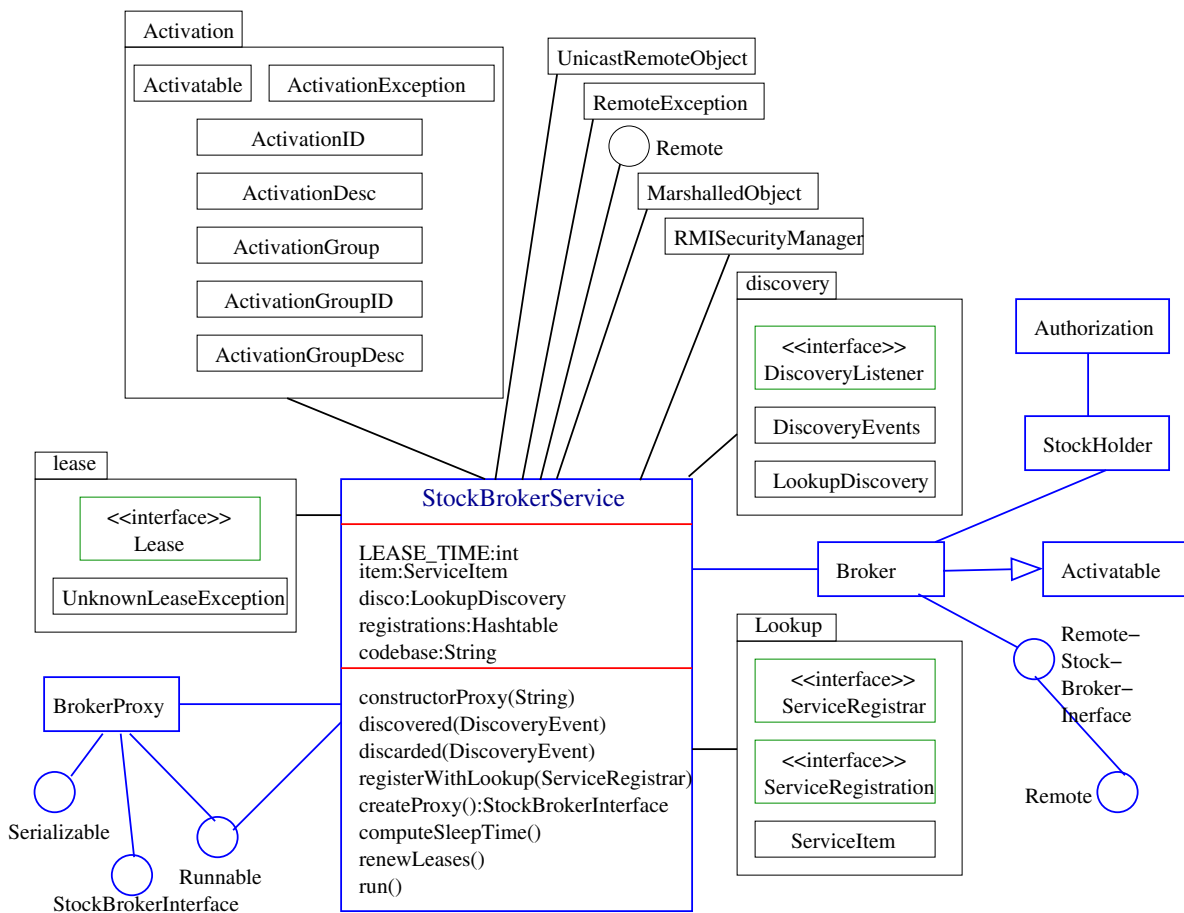 Activation
Activatable
ActivationException
ActivationID
ActivationDesc
ActivationGroup
ActivationGroupID
ActivationGroupDesc
UnicastRemoteObject
RemoteException
Remote
MarshalledObject
RMISecurityManager
discovery
<<interface>>
DiscoveryListener
DiscoveryEvents
LookupDiscovery
Authorization
StockHolder
Broker
Activatable
Remote–
Stock–
Broker–
Inerface
Remote
lease
<<interface>>
Lease
UnknownLeaseException
StockBrokerService
LEASE_TIME:int
item:ServiceItem
disco:LookupDiscovery
registrations:Hashtable
codebase:String
constructorProxy(String)
discovered(DiscoveryEvent)
discarded(DiscoveryEvent)
registerWithLookup(ServiceRegistrar)
createProxy():StockBrokerInterface
computeSleepTime()
renewLeases()
run()
Lookup
<<interface>>
ServiceRegistrar
<<interface>>
ServiceRegistration
ServiceItem
BrokerProxy
Serializable
StockBrokerInterface
Runnable